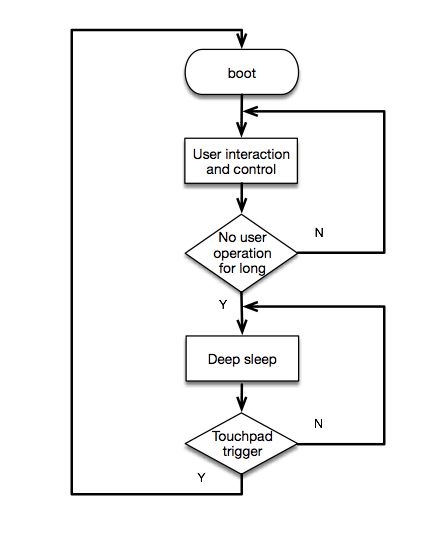 boot
User interaction
and control
No user
operation
for long
N
Y
Deep sleep
Touchpad
trigger
N
Y